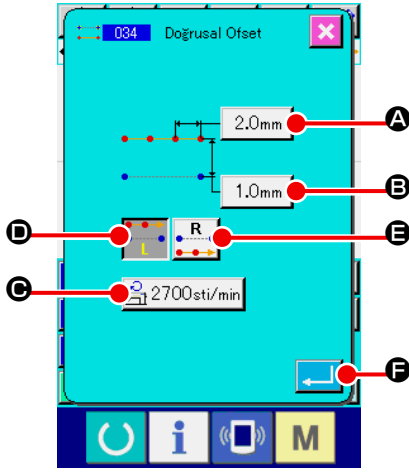 034 Doğrusal Ofset
2.0mm
A
1.0mm
B
D
L
R
E
C
2700sti/min
F
i
M